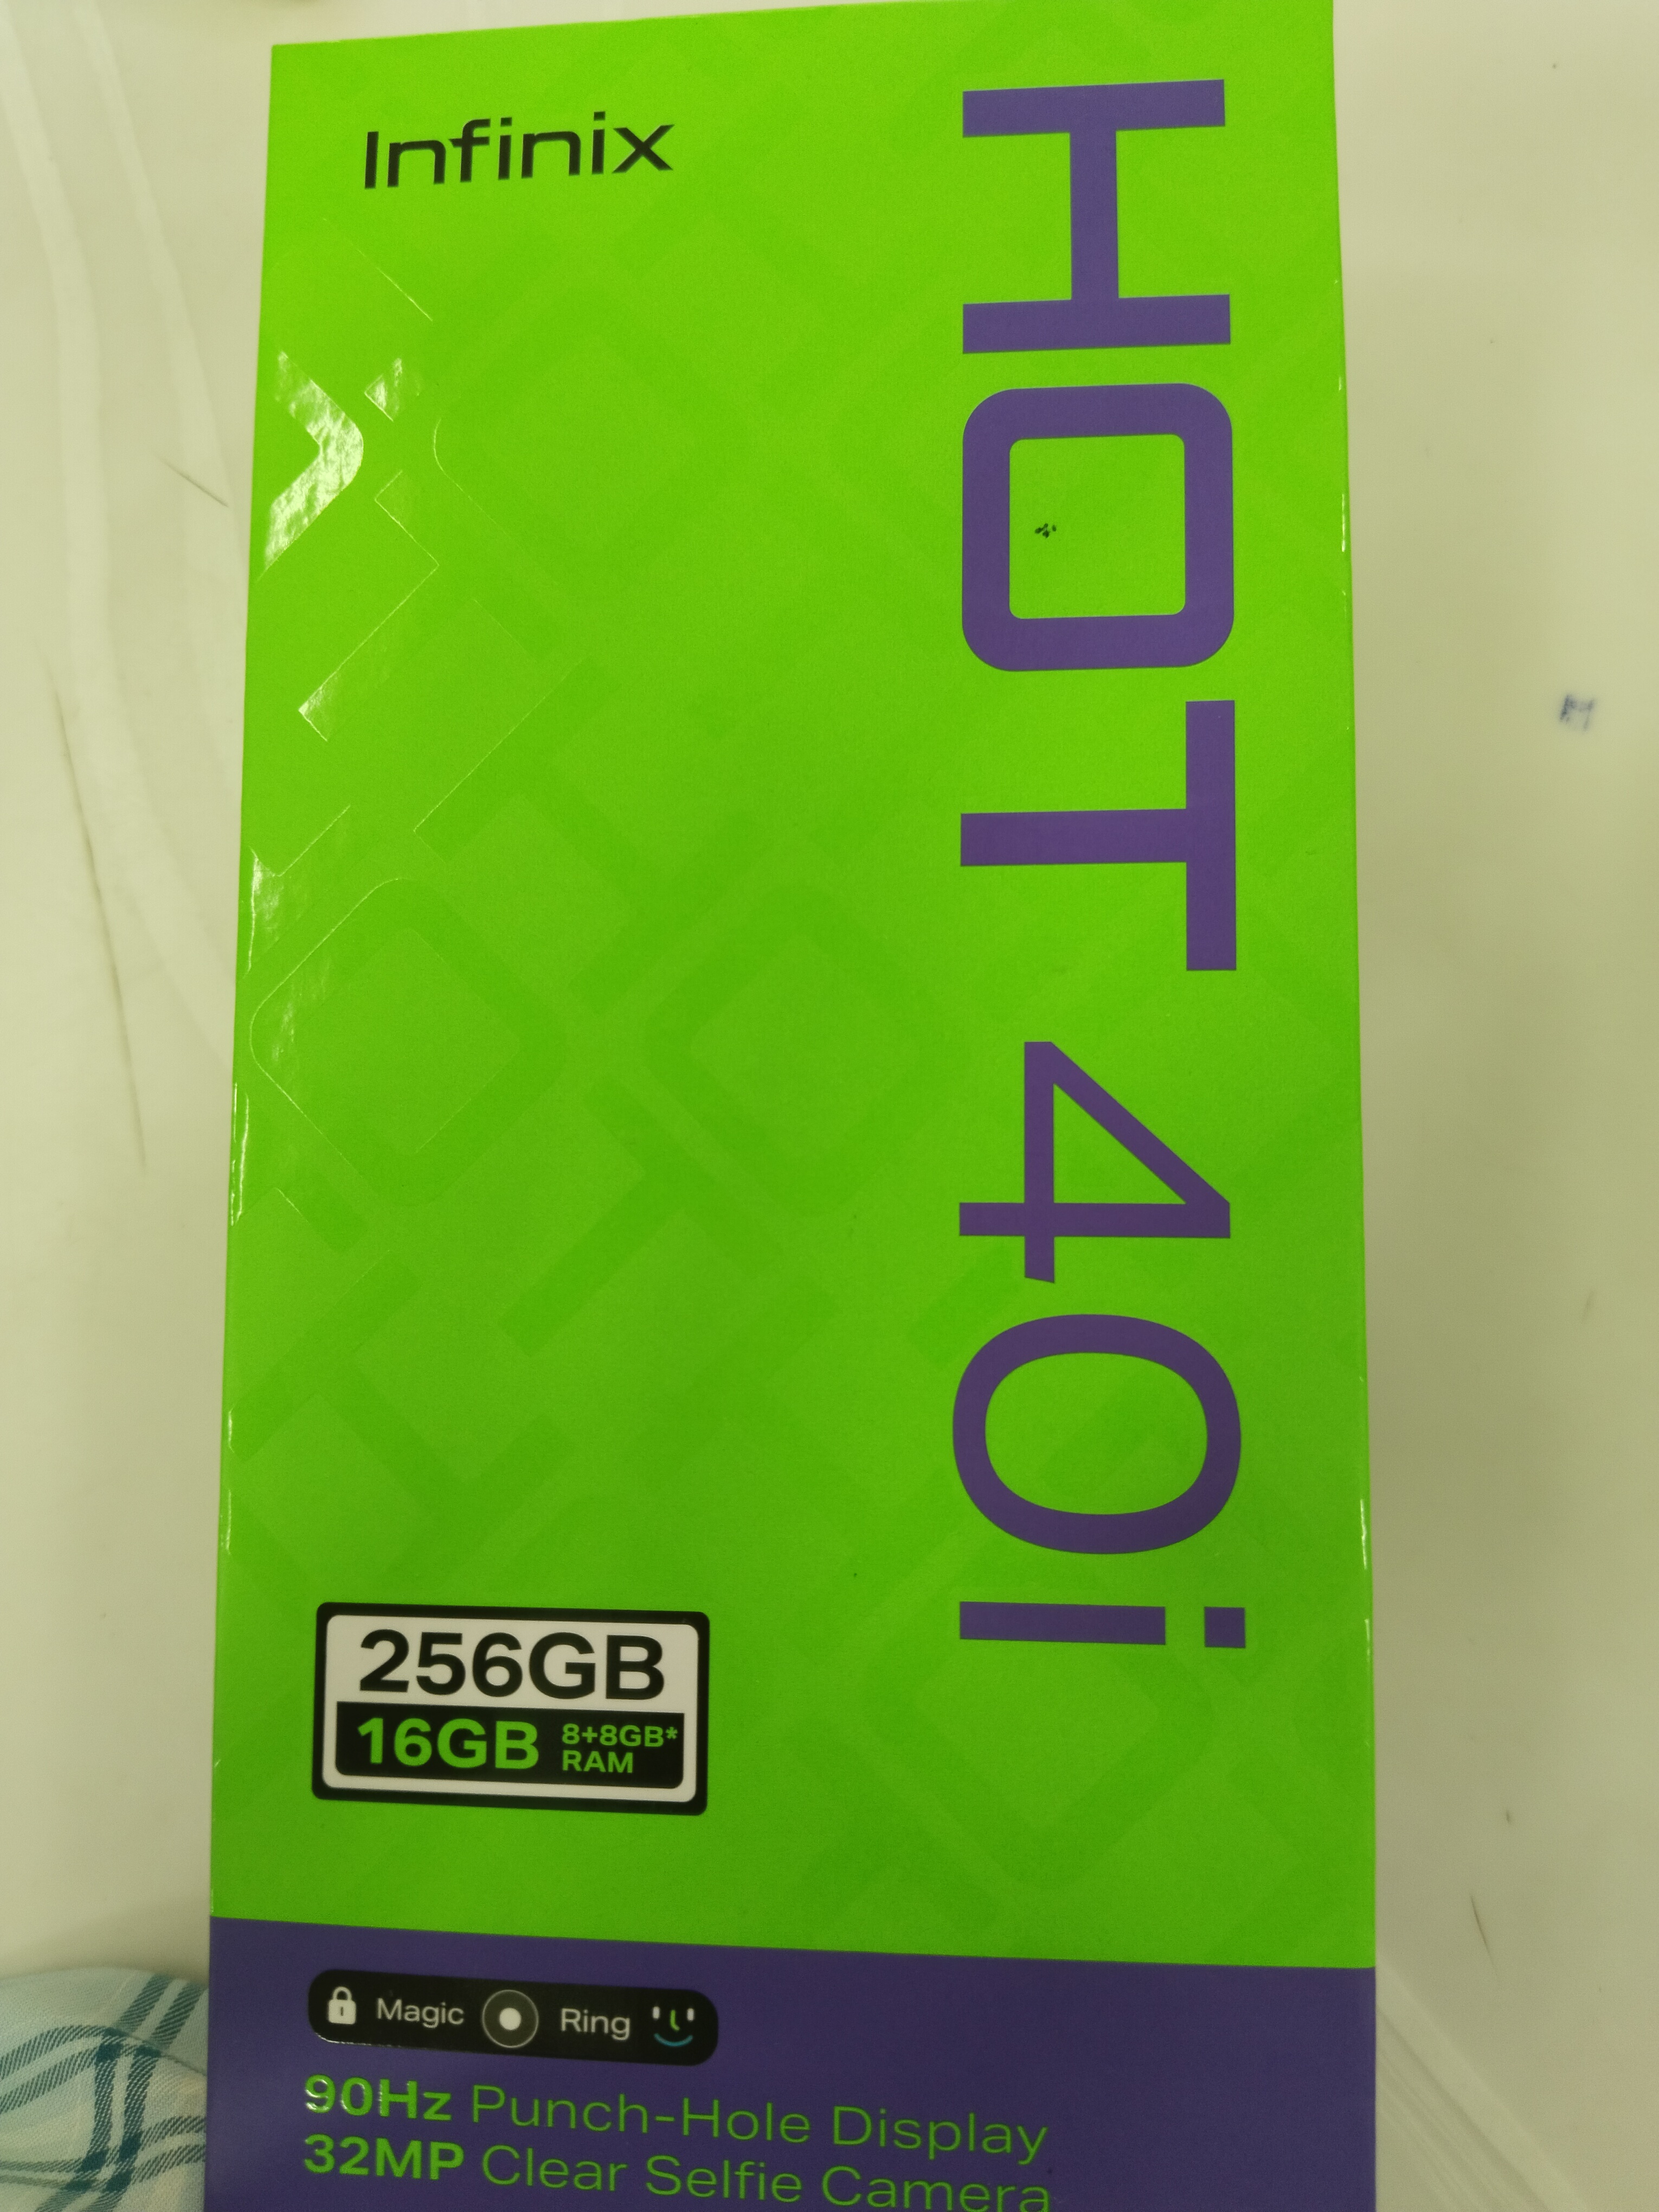 Infinix
HOT 40i
256GB
16GB 8+8GB*
RAM
Magic Ring
90Hz Punch-Hole Display
32MP Clear Selfie Camera